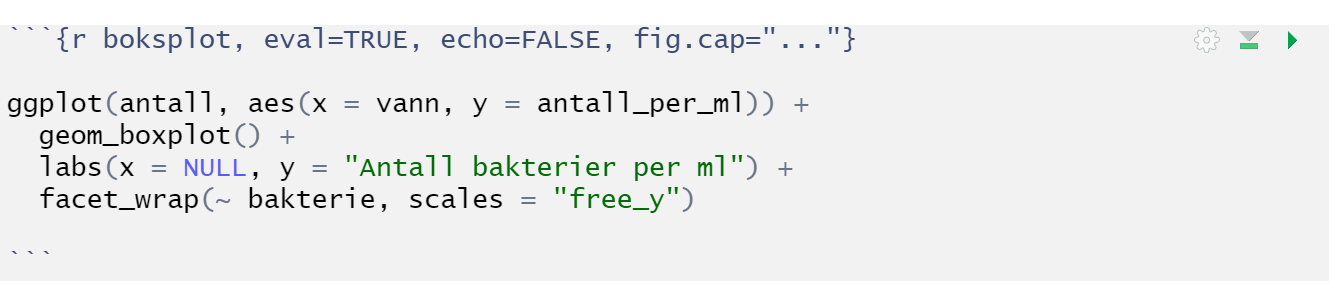 ```{r boksplot, eval=TRUE, echo=FALSE, fig.cap="..."}
ggplot(antall, aes(x = vann, y = antall_per_ml)) +
  geom_boxplot() +
  labs(x = NULL, y = "Antall bakterier per ml") +
  facet_wrap(~ bakterie, scales = "free_y")
```